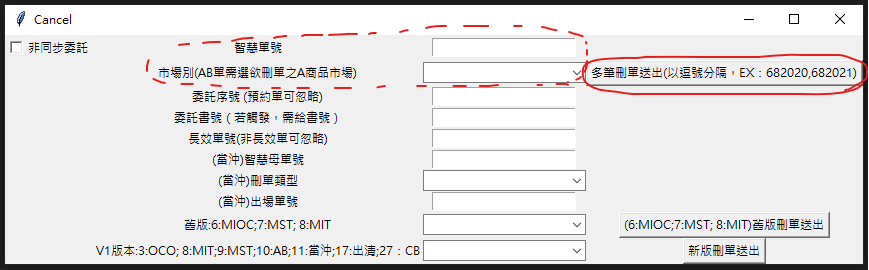 Cancel
非同步委託
智慧單號
市場別(AB單需選欲刪單之A商品市場)
多筆刪單送出(以逗號分隔，EX：682020,682021)
委託序號 (預約單可忽略)
委託書號（若觸發，需給書號）
長效單號(非長效單可忽略)
(當沖)智慧母單號
(當沖)刪單類型
(當沖)出場單號
舊版:6:MIOC;7:MST; 8:MIT
(6:MIOC;7:MST; 8:MIT)舊版刪單送出
V1版本:3:OCO; 8:MIT;9:MST;10:AB;11:當沖;17:出清;27：CB
新版刪單送出